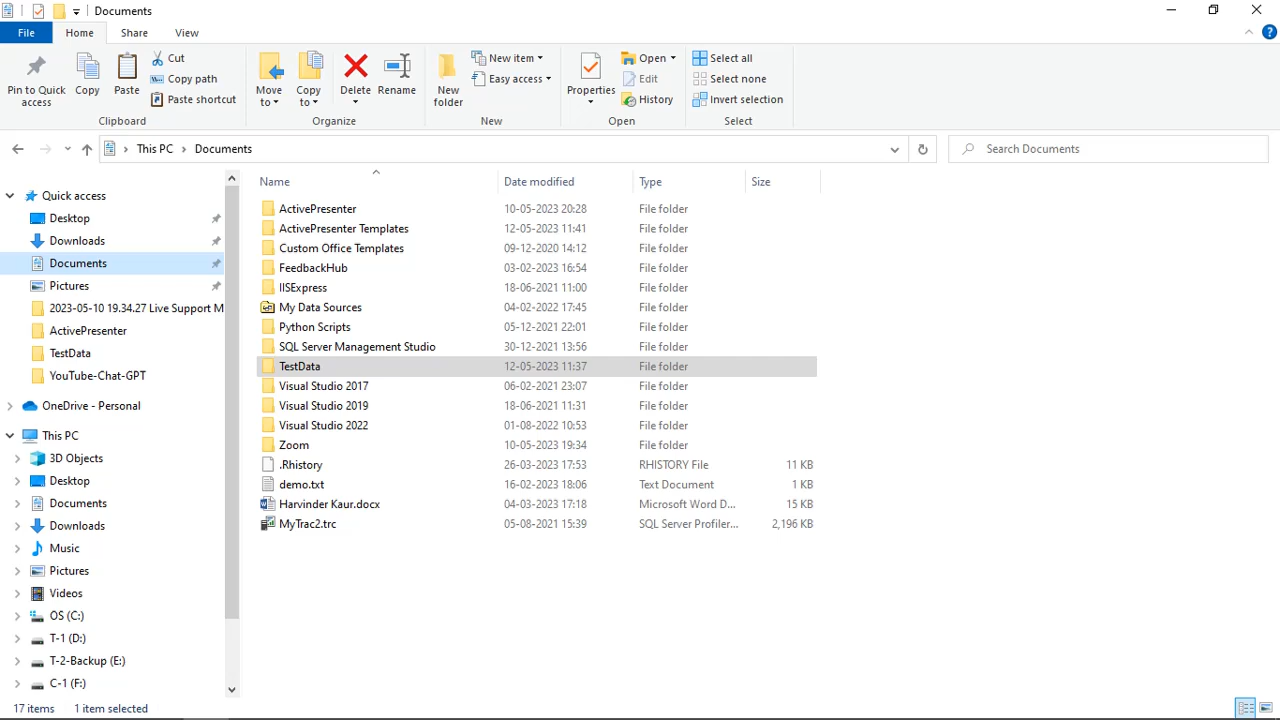 Documents
File Home Share View
Pin to Quick access
Copy
Paste
Cut
Copy path
Paste shortcut
Move to
Copy to
Delete
Rename
New folder
New item
Easy access
Properties
Open
Edit
History
Select all
Select none
Invert selection
Clipboard Organize New Open Select
This PC Documents
Search Documents
Quick access
Desktop
Downloads
Documents
Pictures
2023-05-10 19.34.27 Live Support M
ActivePresenter
TestData
YouTube-Chat-GPT
OneDrive - Personal
This PC
3D Objects
Desktop
Documents
Downloads
Music
Pictures
Videos
OS (C:)
T-1 (D:)
T-2-Backup (E:)
C-1 (F:)
Name Date modified Type Size
ActivePresenter 10-05-2023 20:28 File folder
ActivePresenter Templates 12-05-2023 11:41 File folder
Custom Office Templates 09-12-2020 14:12 File folder
FeedbackHub 03-02-2023 16:54 File folder
IISExpress 18-06-2021 11:00 File folder
My Data Sources 04-02-2022 17:45 File folder
Python Scripts 05-12-2021 22:01 File folder
SQL Server Management Studio 30-12-2021 13:56 File folder
TestData 12-05-2023 11:37 File folder
Visual Studio 2017 06-02-2021 23:07 File folder
Visual Studio 2019 18-06-2021 11:31 File folder
Visual Studio 2022 01-08-2022 10:53 File folder
Zoom 10-05-2023 19:34 File folder
.Rhistory 26-03-2023 17:53 RHISTORY File 11 KB
demo.txt 16-02-2023 18:06 Text Document 1 KB
Harvinder Kaur.docx 04-03-2023 17:18 Microsoft Word D... 15 KB
MyTrac2.trc 05-08-2021 15:39 SQL Server Profiler... 2,196 KB
17 items 1 item selected